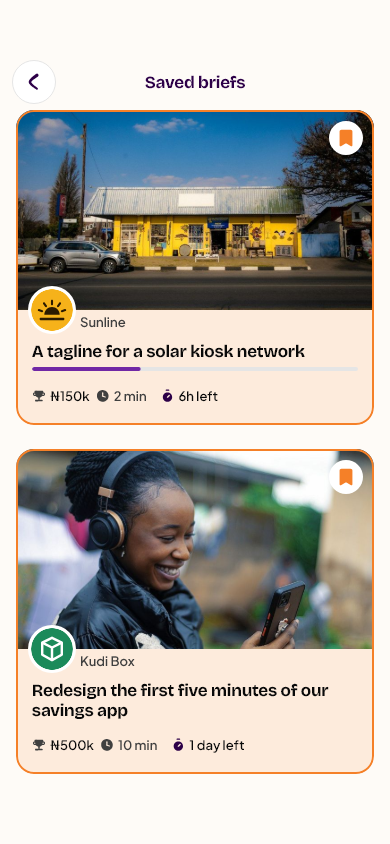 Saved briefs
Sunline
A tagline for a solar kiosk network
₦150k 2 min 6h left
Kudi Box
Redesign the first five minutes of our
savings app
₦500k 10 min 1 day left